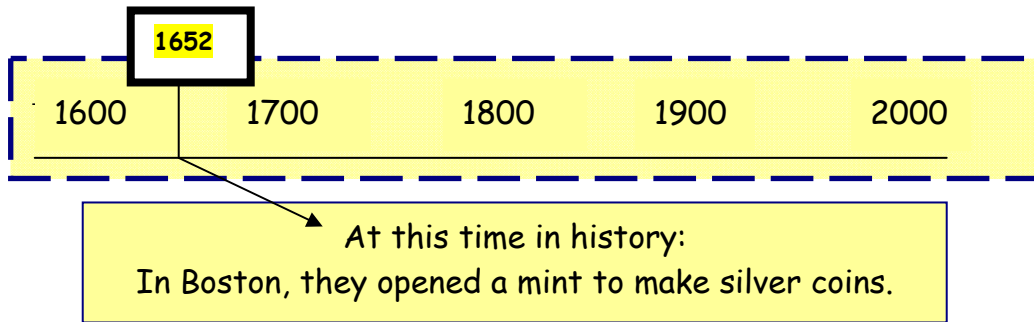 1652
1600 1700 1800 1900 2000
At this time in history:
In Boston, they opened a mint to make silver coins.